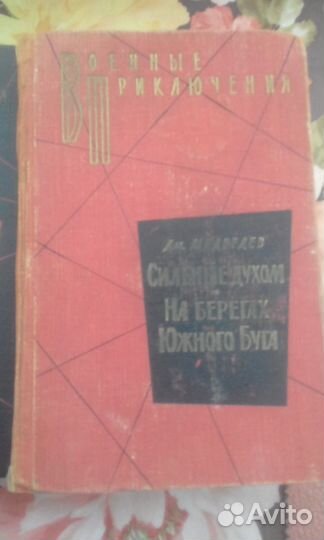 Военные
Приключения
Дм. Медведев
Сильные духом
На берегах
Южного Буга
Avito